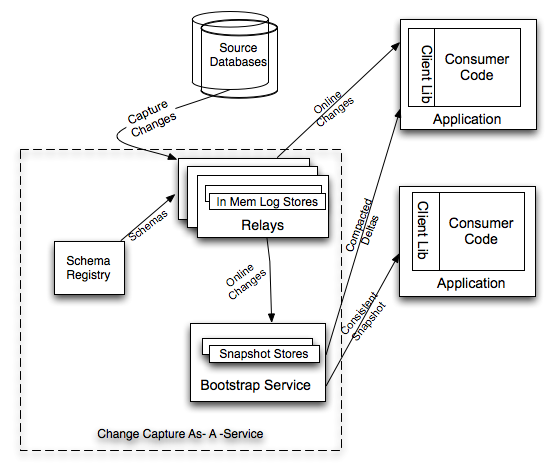 Source
Databases
Capture
Changes
Online
Changes
Client Lib
Consumer
Code
Application
In Mem Log Stores
Relays
Schemas
Schema
Registry
Online
Changes
Compacted
Deltas
Client Lib
Consumer
Code
Application
Consistent
Snapshot
Snapshot Stores
Bootstrap Service
Change Capture As- A -Service